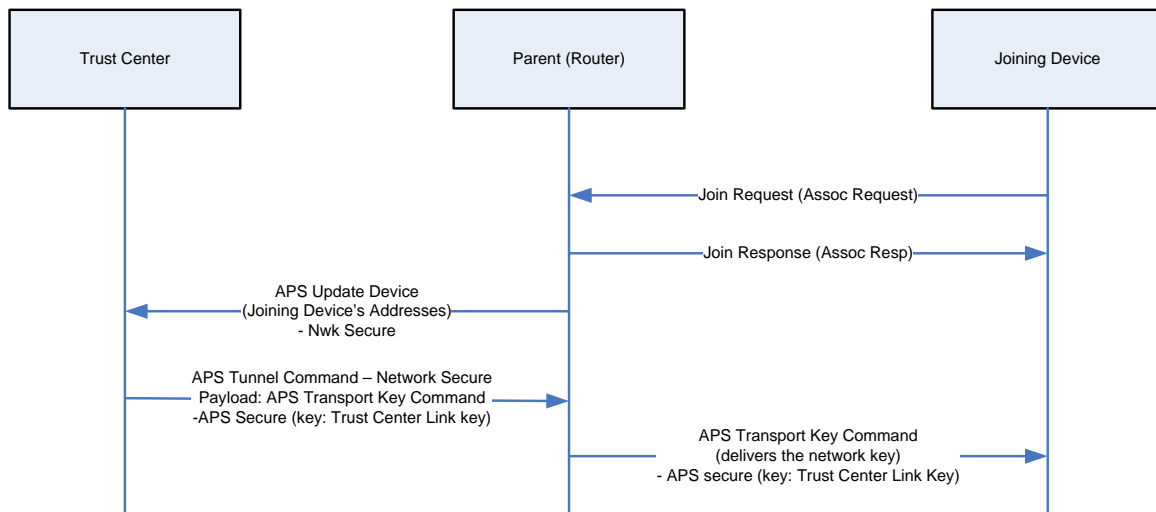 Trust Center
Parent (Router)
Joining Device
Join Request (Assoc Request)
Join Response (Assoc Resp)
APS Update Device
(Joining Device's Addresses)
- Nwk Secure
APS Tunnel Command – Network Secure
Payload: APS Transport Key Command
-APS Secure (key: Trust Center Link key)
APS Transport Key Command
(delivers the network key)
- APS secure (key: Trust Center Link Key)